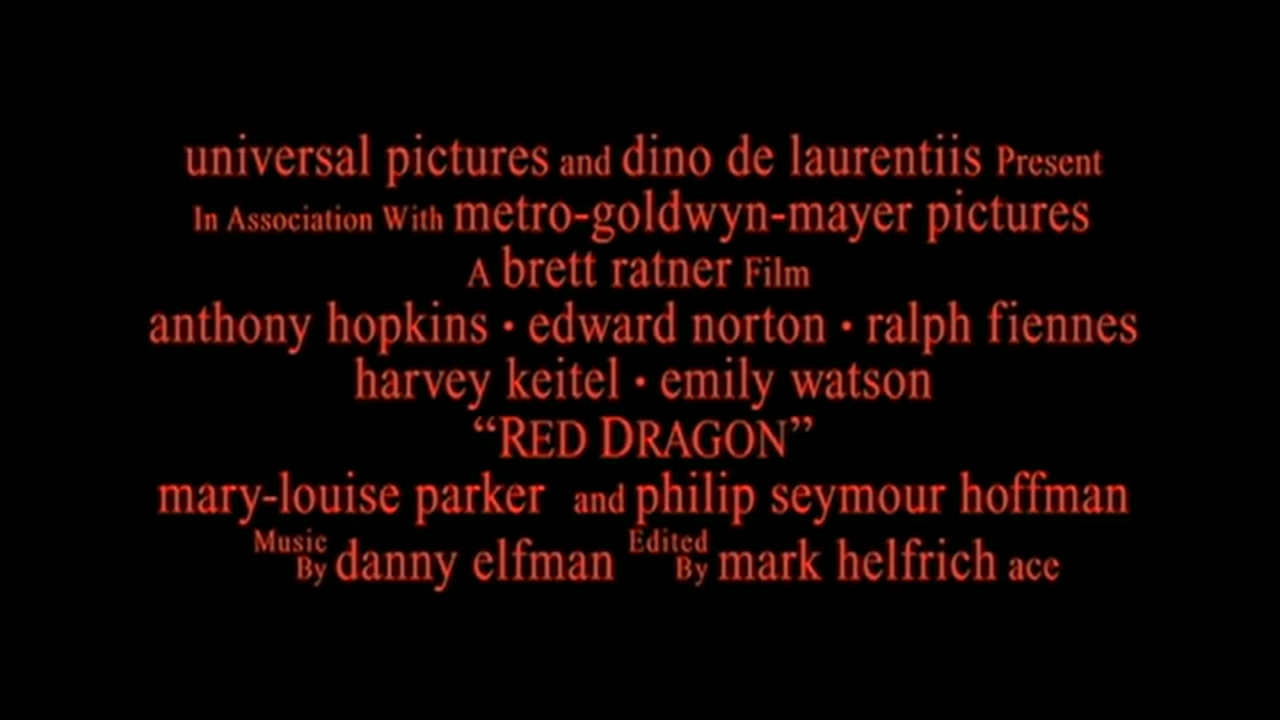 universal pictures and dino de laurentiis Present
In Association With metro-goldwyn-mayer pictures
A brett ratner Film
anthony hopkins • edward norton • ralph fiennes
harvey keitel • emily watson
“RED DRAGON”
mary-louise parker and philip seymour hoffman
Music By danny elfman Edited By mark helfrich ace